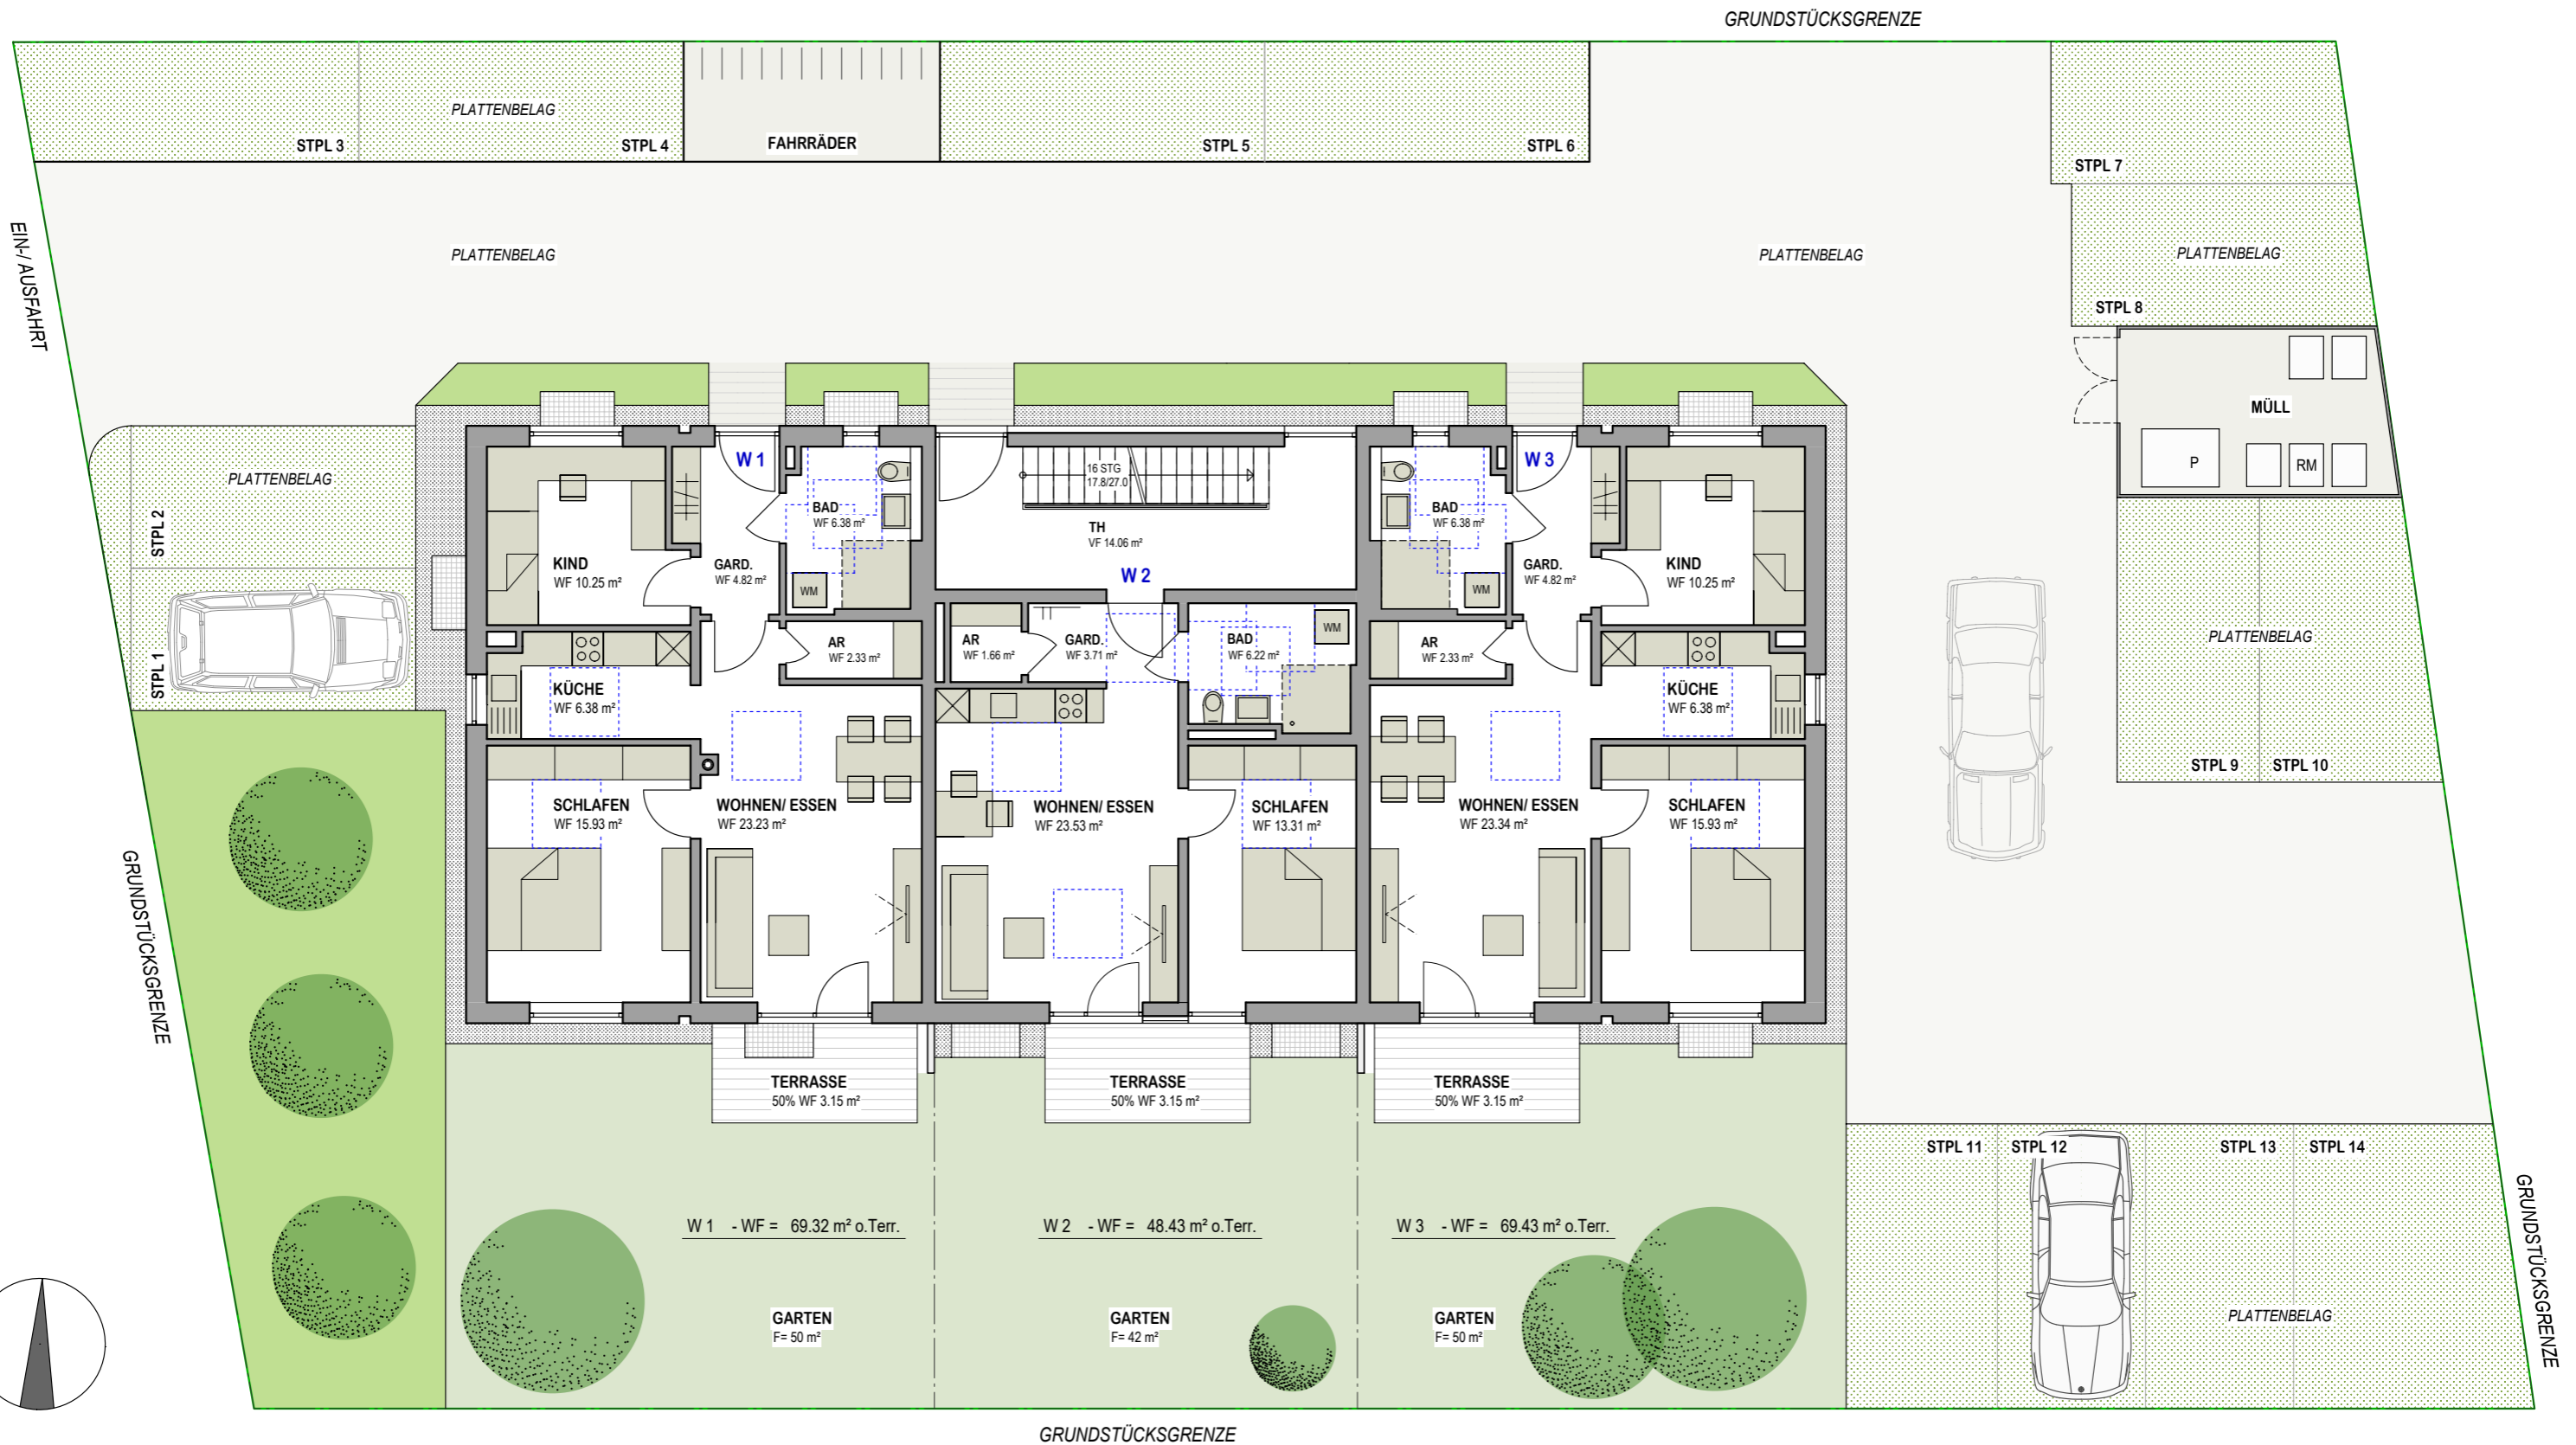 GRUNDSTÜCKSGRENZE
PLATTENBELAG
STPL 3
STPL 4
FAHRRÄDER
STPL 5
STPL 6
STPL 7
EIN-/ AUSFAHRT
PLATTENBELAG
PLATTENBELAG
PLATTENBELAG
STPL 8
MÜLL
P
RM
PLATTENBELAG
STPL 2
STPL 1
W 1
BAD
WF 6.38 m²
WM
KIND
WF 10.25 m²
GARD.
WF 4.82 m²
16 STG
17.8/27.0
TH
VF 14.06 m²
W 2
W 3
BAD
WF 6.38 m²
WM
GARD.
WF 4.82 m²
KIND
WF 10.25 m²
AR
WF 2.33 m²
AR
WF 1.66 m²
GARD.
WF 3.71 m²
BAD
WF 6.22 m²
WM
AR
WF 2.33 m²
KÜCHE
WF 6.38 m²
KÜCHE
WF 6.38 m²
PLATTENBELAG
STPL 9
STPL 10
SCHLAFEN
WF 15.93 m²
WOHNEN/ ESSEN
WF 23.23 m²
WOHNEN/ ESSEN
WF 23.53 m²
SCHLAFEN
WF 13.31 m²
WOHNEN/ ESSEN
WF 23.34 m²
SCHLAFEN
WF 15.93 m²
GRUNDSTÜCKSGRENZE
TERRASSE
50% WF 3.15 m²
TERRASSE
50% WF 3.15 m²
TERRASSE
50% WF 3.15 m²
STPL 11
STPL 12
STPL 13
STPL 14
W 1 - WF = 69.32 m² o.Terr.
W 2 - WF = 48.43 m² o.Terr.
W 3 - WF = 69.43 m² o.Terr.
GARTEN
F= 50 m²
GARTEN
F= 42 m²
GARTEN
F= 50 m²
PLATTENBELAG
GRUNDSTÜCKSGRENZE
GRUNDSTÜCKSGRENZE